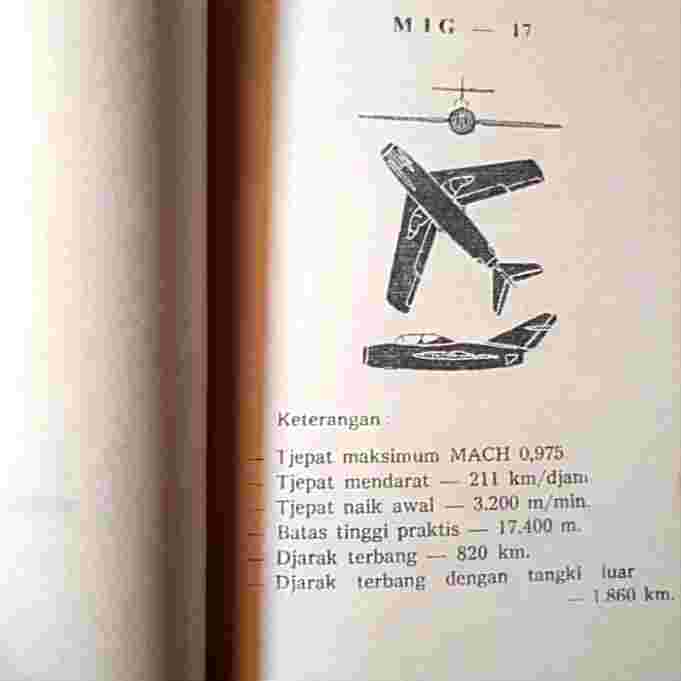 MIG — 17
Keterangan :
— Tjepat maksimum MACH 0,975
— Tjepat mendarat — 211 km/djam
— Tjepat naik awal — 3.200 m/min.
— Batas tinggi praktis — 17.400 m.
— Djarak terbang — 820 km.
— Djarak terbang dengan tangki luar
— 1.860 km.